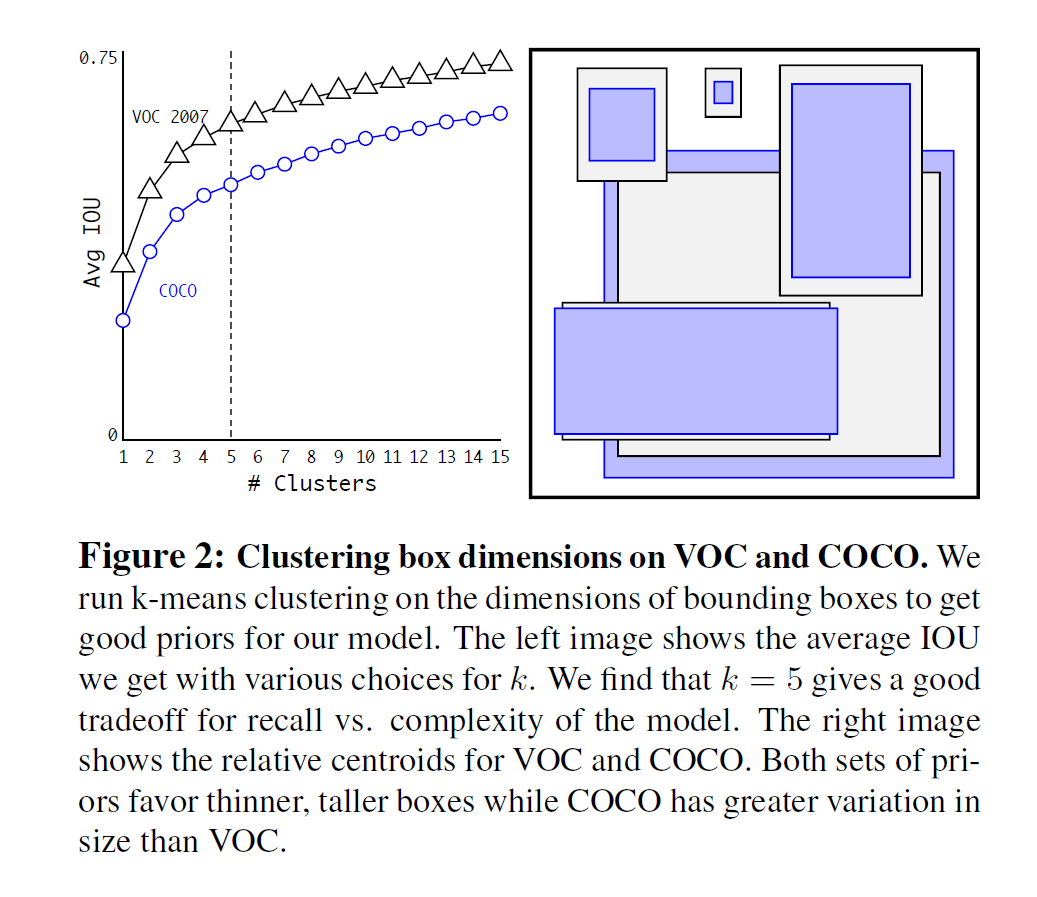 0.75
VOC 2007
Avg IOU
COCO
0
1 2 3 4 5 6 7 8 9 10 11 12 13 14 15
# Clusters
Figure 2: Clustering box dimensions on VOC and COCO. We
run k-means clustering on the dimensions of bounding boxes to get
good priors for our model. The left image shows the average IOU
we get with various choices for k. We find that k = 5 gives a good
tradeoff for recall vs. complexity of the model. The right image
shows the relative centroids for VOC and COCO. Both sets of pri-
ors favor thinner, taller boxes while COCO has greater variation in
size than VOC.